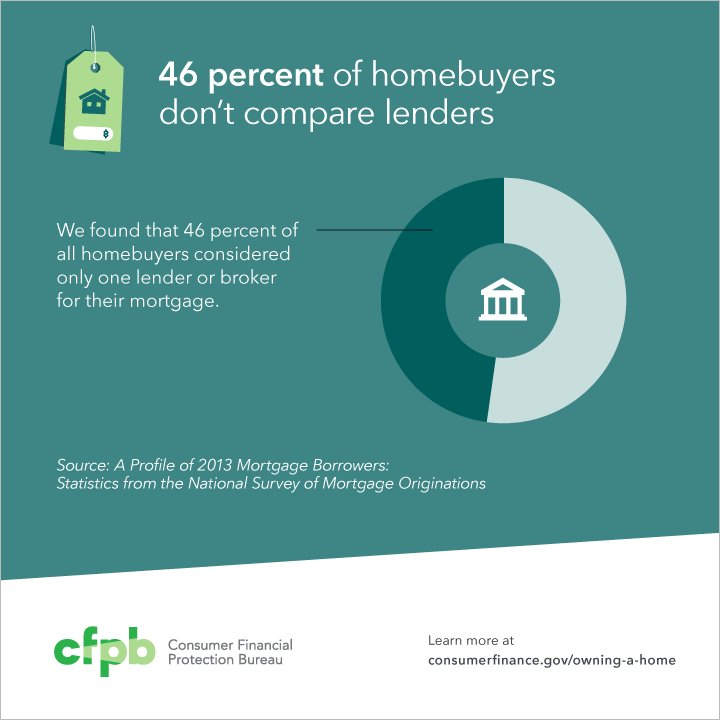 46 percent of homebuyers
don’t compare lenders
We found that 46 percent of
all homebuyers considered
only one lender or broker
for their mortgage.
Source: A Profile of 2013 Mortgage Borrowers:
Statistics from the National Survey of Mortgage Originations
cfpb
Consumer Financial
Protection Bureau
Learn more at
consumerfinance.gov/owning-a-home